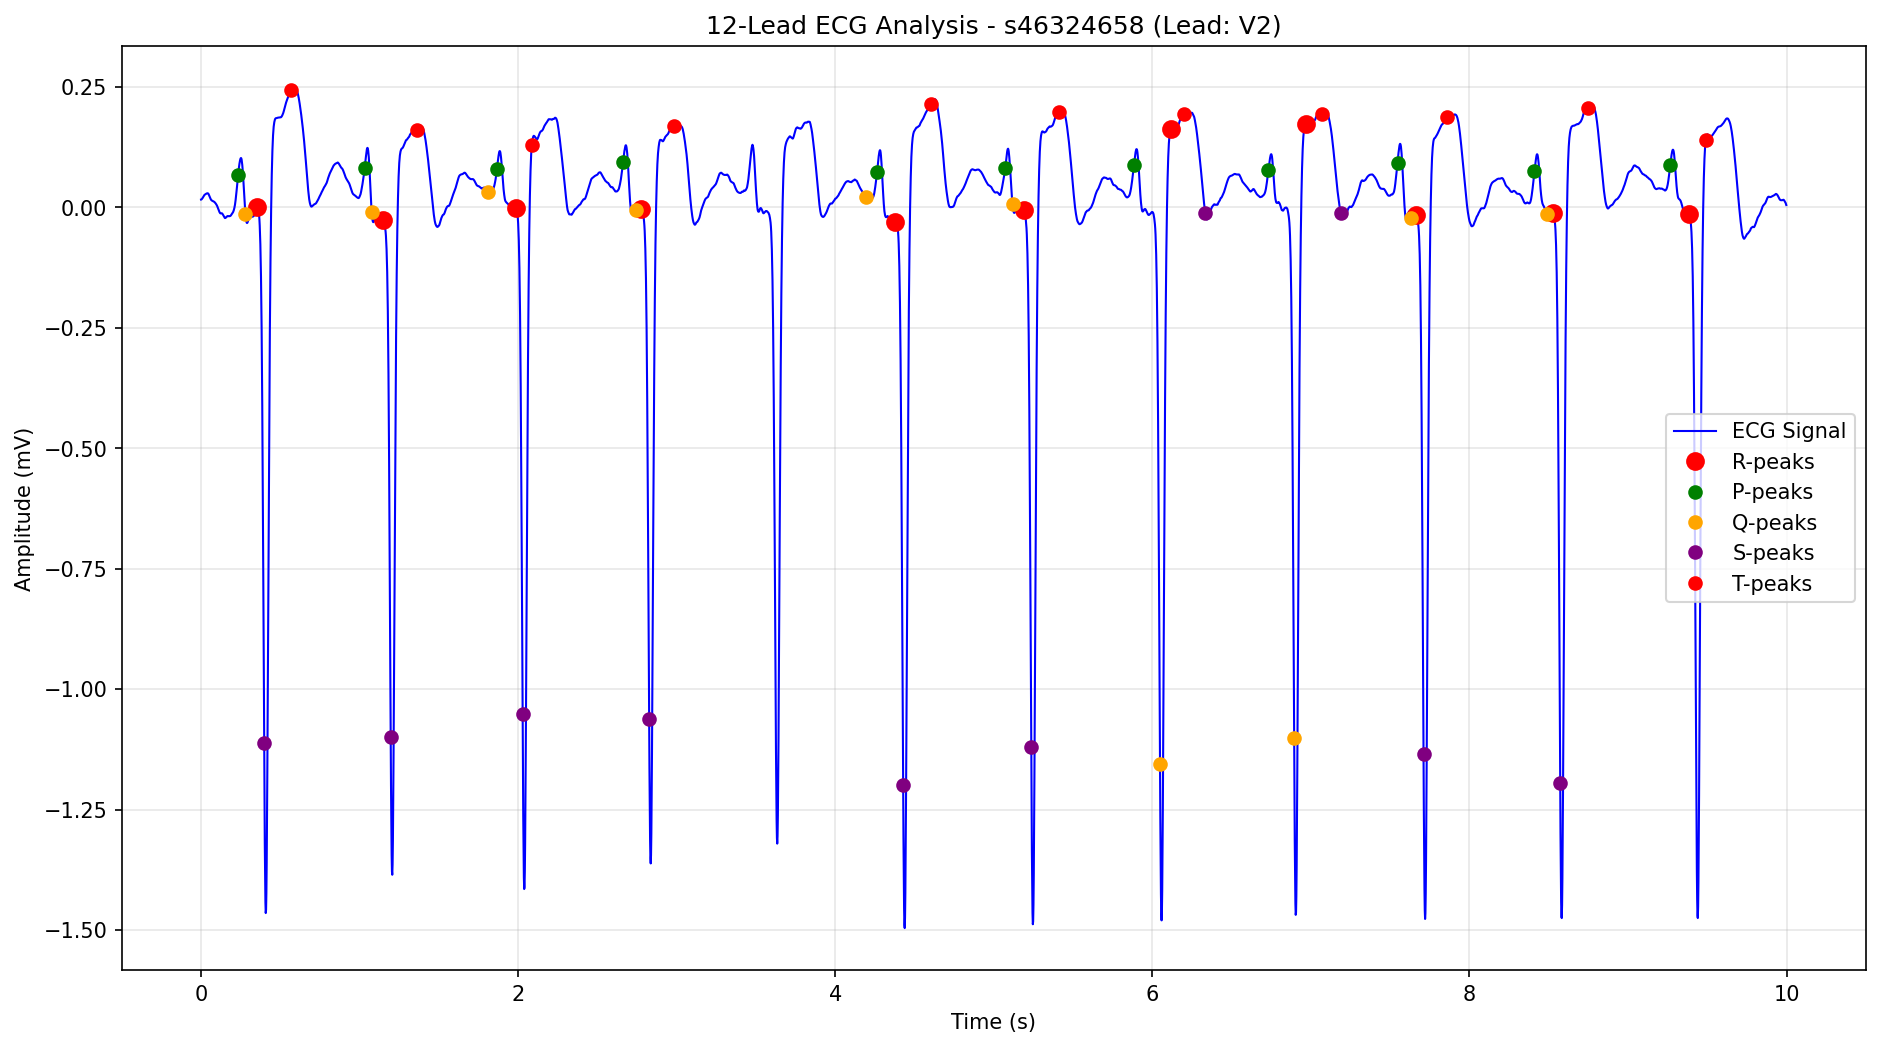 12-Lead ECG Analysis - s46324658 (Lead: V2)
0.25
0.00
−0.25
−0.50
−0.75
−1.00
−1.25
−1.50
Amplitude (mV)
ECG Signal
R-peaks
P-peaks
Q-peaks
S-peaks
T-peaks
0 2 4 6 8 10
Time (s)